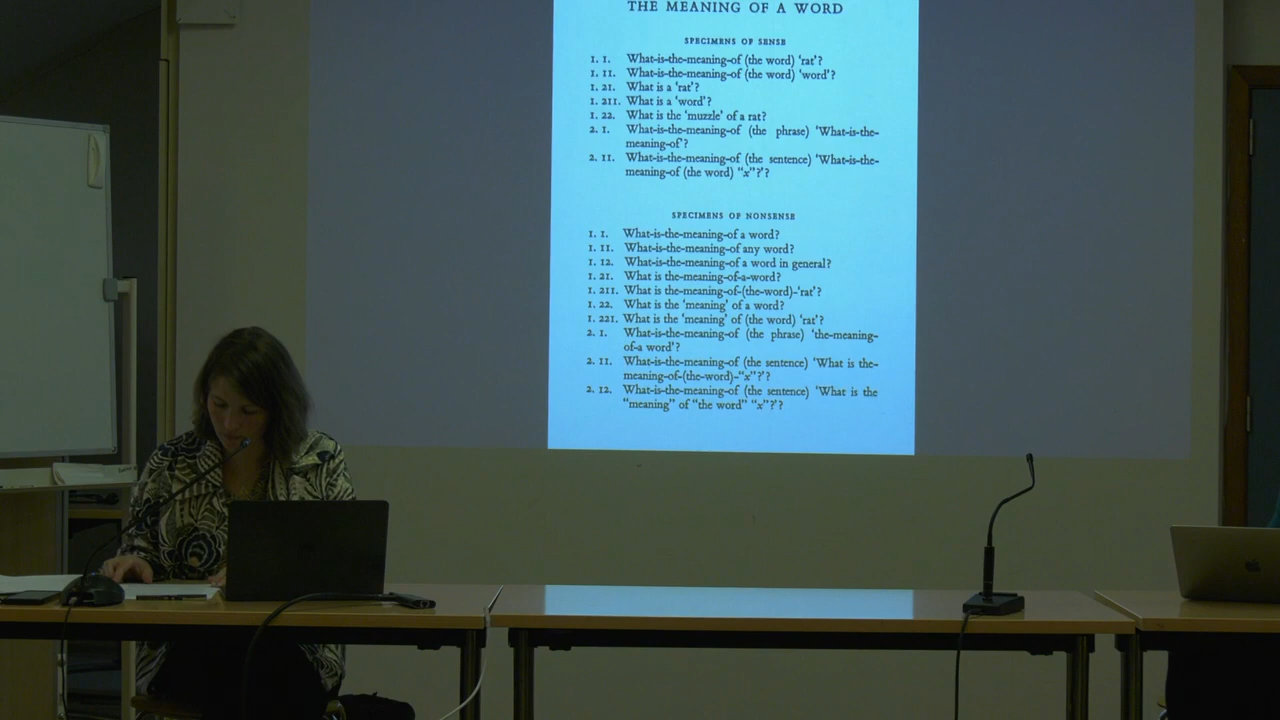 THE MEANING OF A WORD
SPECIMENS OF SENSE
1. 1. What-is-the-meaning-of (the word) 'rat'?
1. 11. What-is-the-meaning-of (the word) 'word'?
1. 21. What is a 'rat'?
1. 211. What is a 'word'?
1. 22. What is the 'muzzle' of a rat?
2. 1. What-is-the-meaning-of (the phrase) 'What-is-the-
meaning-of'?
2. 11. What-is-the-meaning-of (the sentence) 'What-is-the-
meaning-of (the word) "x"?'?
SPECIMENS OF NONSENSE
1. 1. What-is-the-meaning-of a word?
1. 11. What-is-the-meaning-of any word?
1. 12. What-is-the-meaning-of a word in general?
1. 21. What is the-meaning-of-a-word?
1. 211. What is the-meaning-of-(the-word)-'rat'?
1. 22. What is the 'meaning' of a word?
1. 221. What is the 'meaning' of (the word) 'rat'?
2. 1. What-is-the-meaning-of (the phrase) 'the-meaning-
of-a word'?
2. 11. What-is-the-meaning-of (the sentence) 'What is the-
meaning-of-(the-word)-"x"?'?
2. 12. What-is-the-meaning-of (the sentence) 'What is the
"meaning" of "the word" "x"?'?